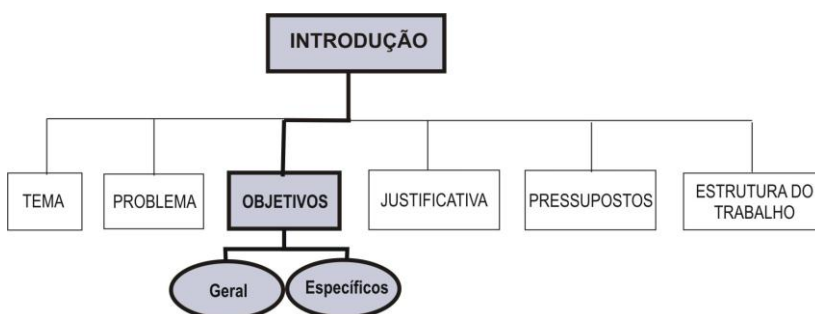 INTRODUÇÃO
TEMA
PROBLEMA
OBJETIVOS
JUSTIFICATIVA
PRESSUPOSTOS
ESTRUTURA DO
TRABALHO
Geral
Específicos